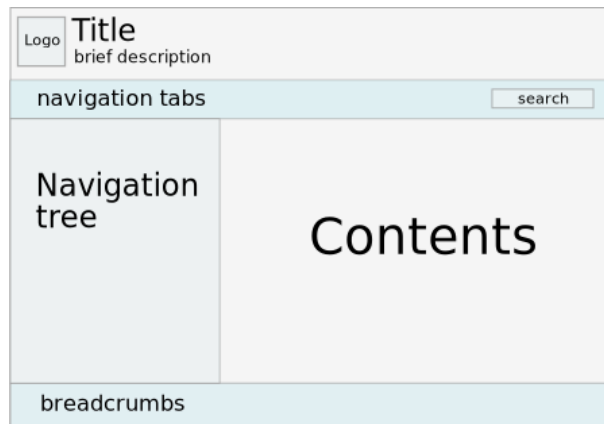 Logo
Title
brief description
navigation tabs
search
Navigation
tree
Contents
breadcrumbs